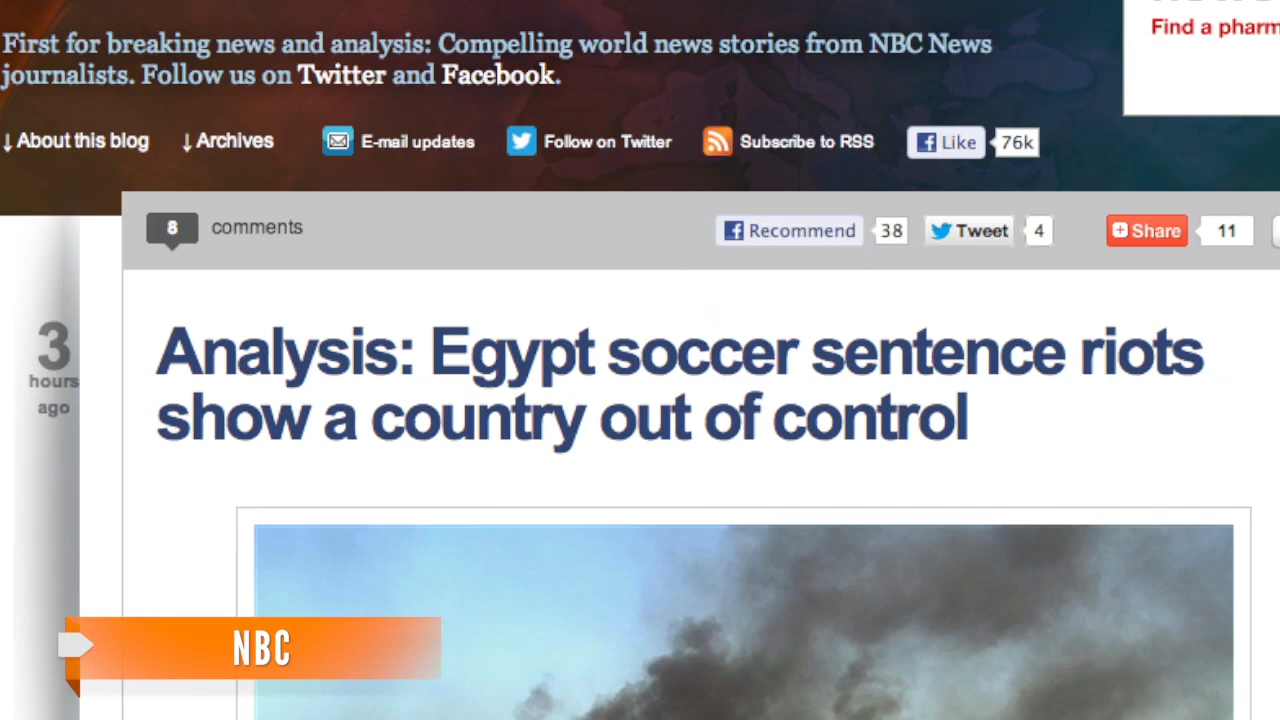 First for breaking news and analysis: Compelling world news stories from NBC News
journalists. Follow us on Twitter and Facebook.
Find a pharm
↓ About this blog ↓ Archives E-mail updates Follow on Twitter Subscribe to RSS Like 76k
8 comments Recommend 38 Tweet 4 Share 11
3
hours
ago
Analysis: Egypt soccer sentence riots
show a country out of control
NBC